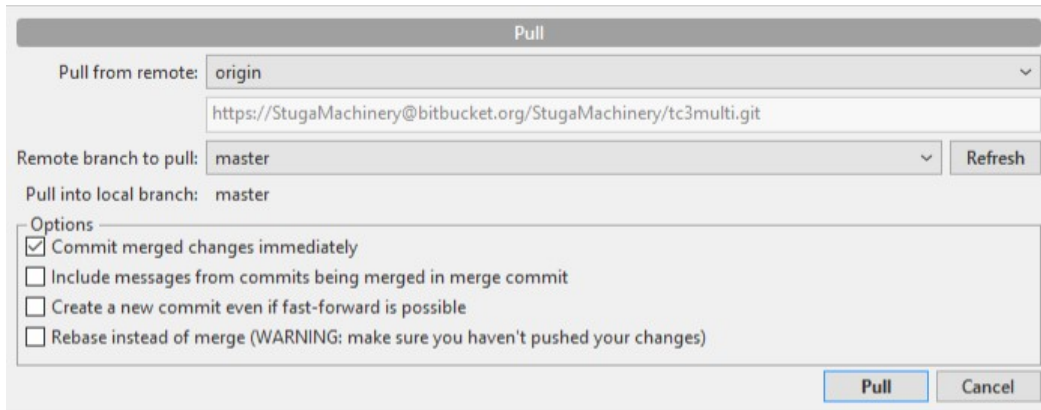 Pull
Pull from remote: origin
https://StugaMachinery@bitbucket.org/StugaMachinery/tc3multi.git
Remote branch to pull: master Refresh
Pull into local branch: master
Options
Commit merged changes immediately
Include messages from commits being merged in merge commit
Create a new commit even if fast-forward is possible
Rebase instead of merge (WARNING: make sure you haven't pushed your changes)
Pull Cancel